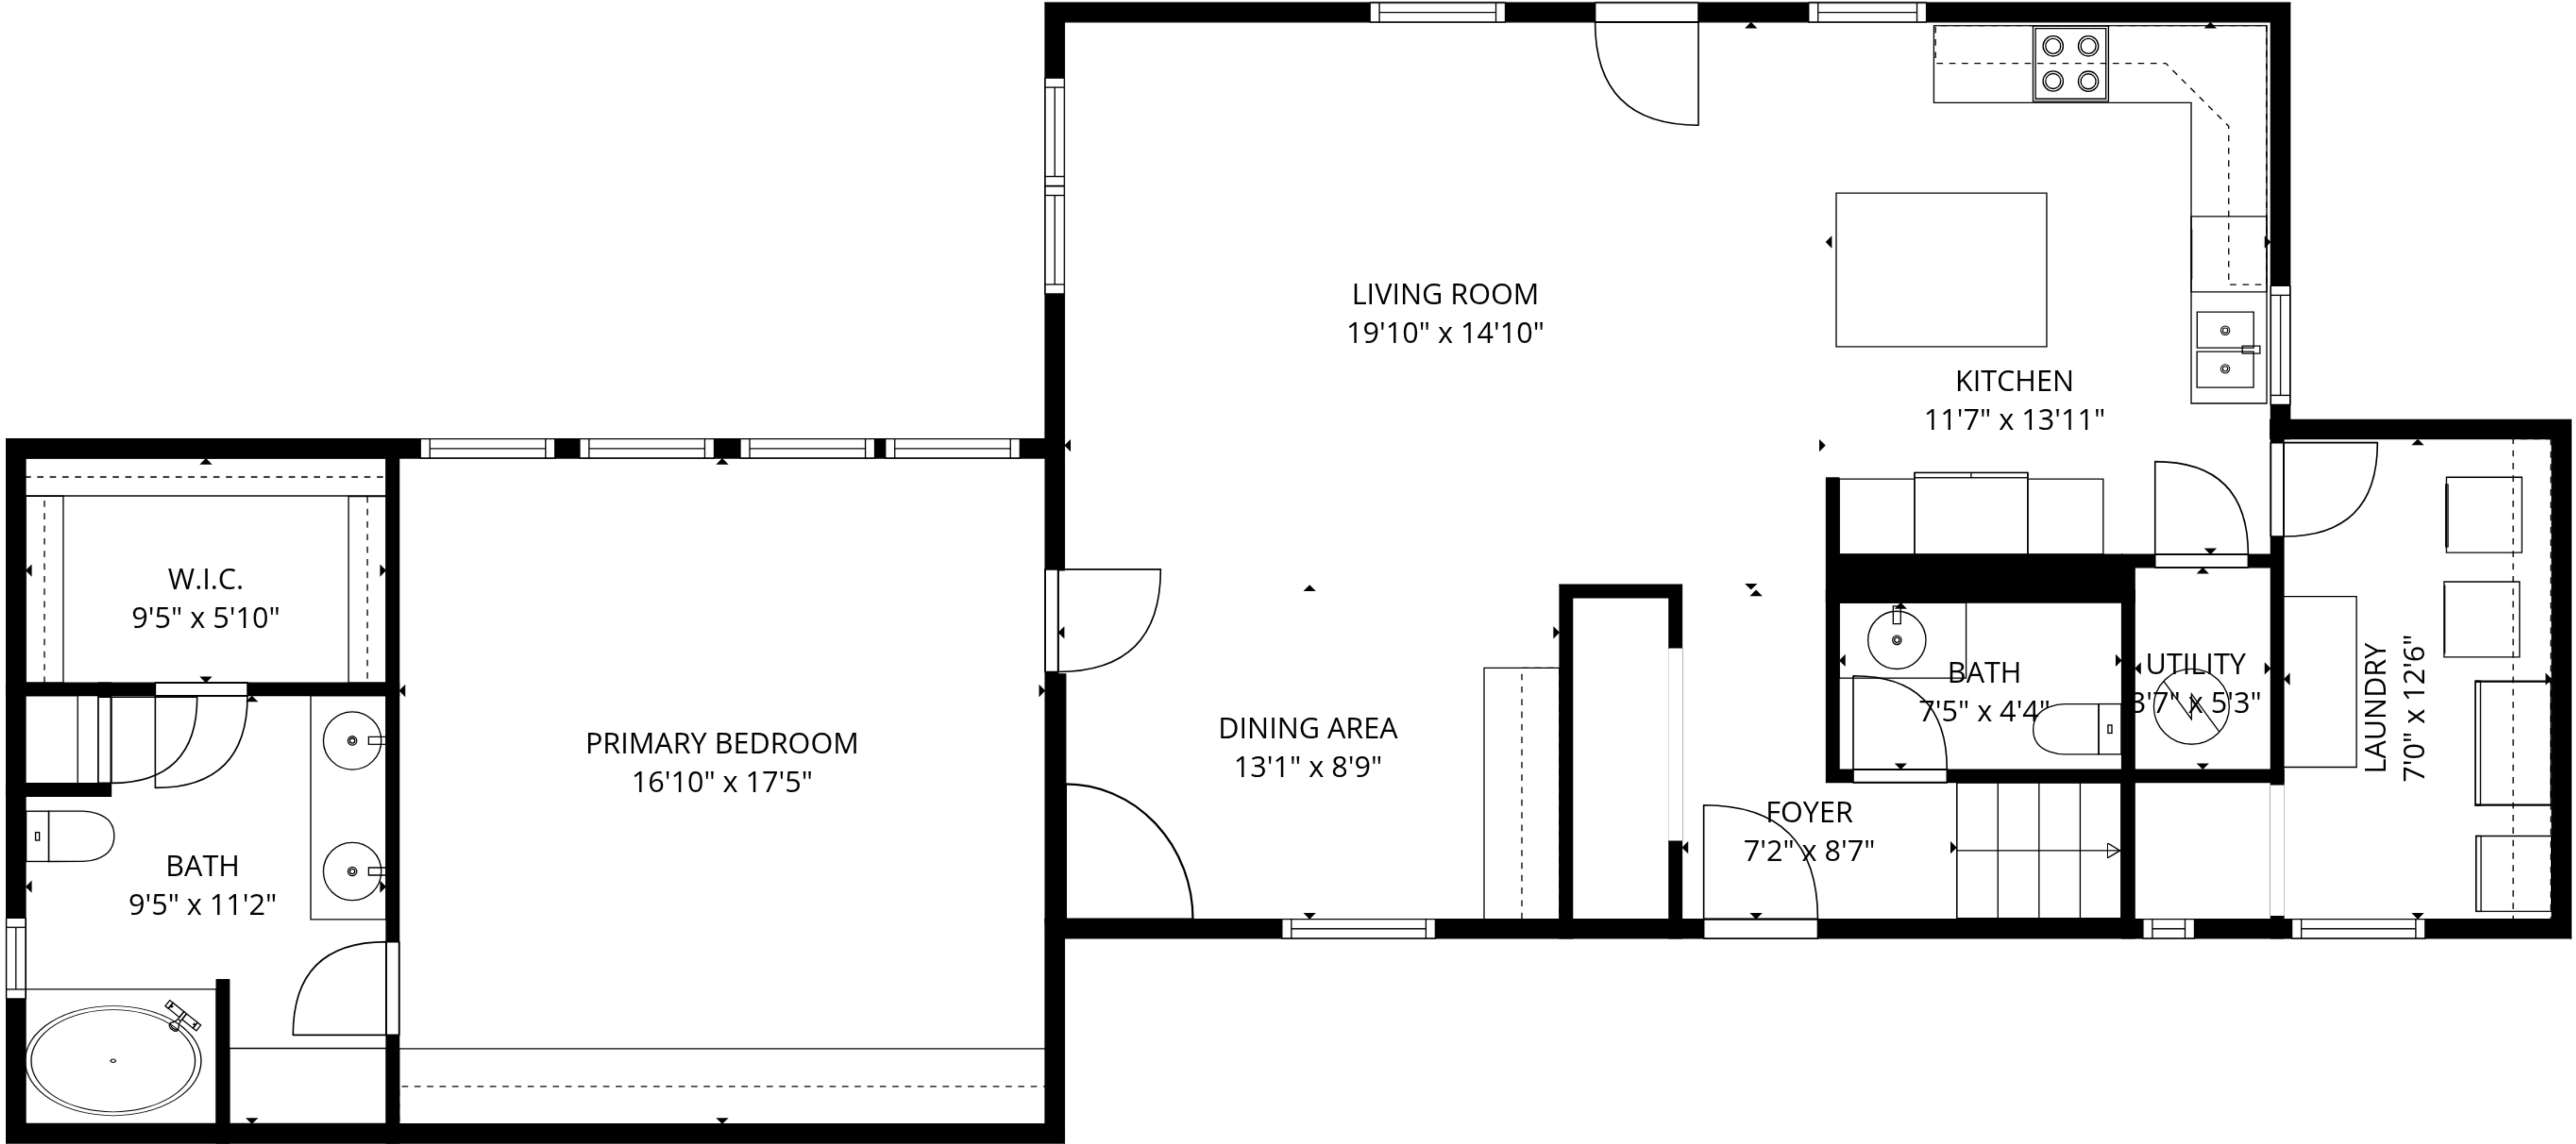 LIVING ROOM
19'10" x 14'10"
KITCHEN
11'7" x 13'11"
W.I.C.
9'5" x 5'10"
PRIMARY BEDROOM
16'10" x 17'5"
DINING AREA
13'1" x 8'9"
BATH
7'5" x 4'4"
UTILITY
3'7" x 5'3"
LAUNDRY
7'0" x 12'6"
FOYER
7'2" x 8'7"
BATH
9'5" x 11'2"